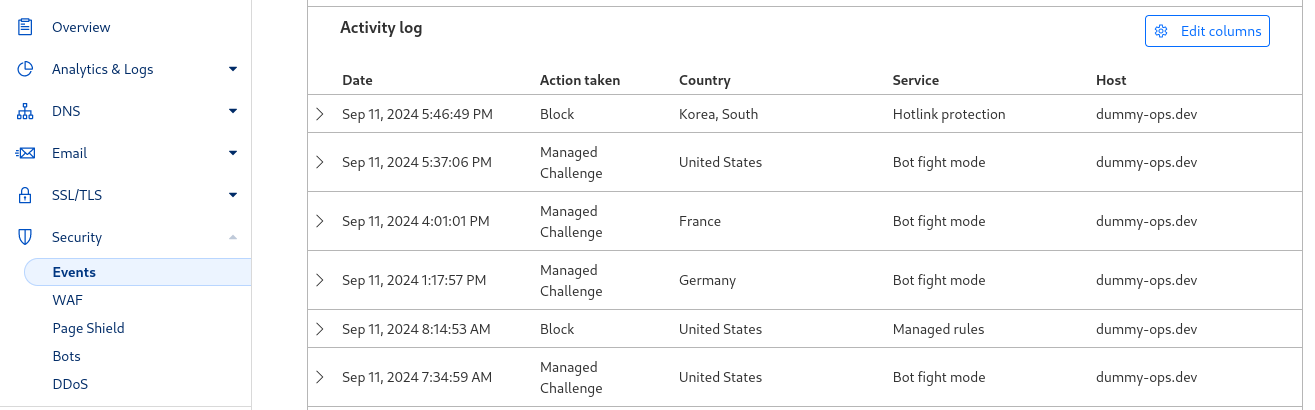 Overview
Analytics & Logs
DNS
Email
SSL/TLS
Security
Events
WAF
Page Shield
Bots
DDoS
Activity log
Edit columns
Date Action taken Country Service Host
Sep 11, 2024 5:46:49 PM Block Korea, South Hotlink protection dummy-ops.dev
Sep 11, 2024 5:37:06 PM Managed Challenge United States Bot fight mode dummy-ops.dev
Sep 11, 2024 4:01:01 PM Managed Challenge France Bot fight mode dummy-ops.dev
Sep 11, 2024 1:17:57 PM Managed Challenge Germany Bot fight mode dummy-ops.dev
Sep 11, 2024 8:14:53 AM Block United States Managed rules dummy-ops.dev
Sep 11, 2024 7:34:59 AM Managed Challenge United States Bot fight mode dummy-ops.dev